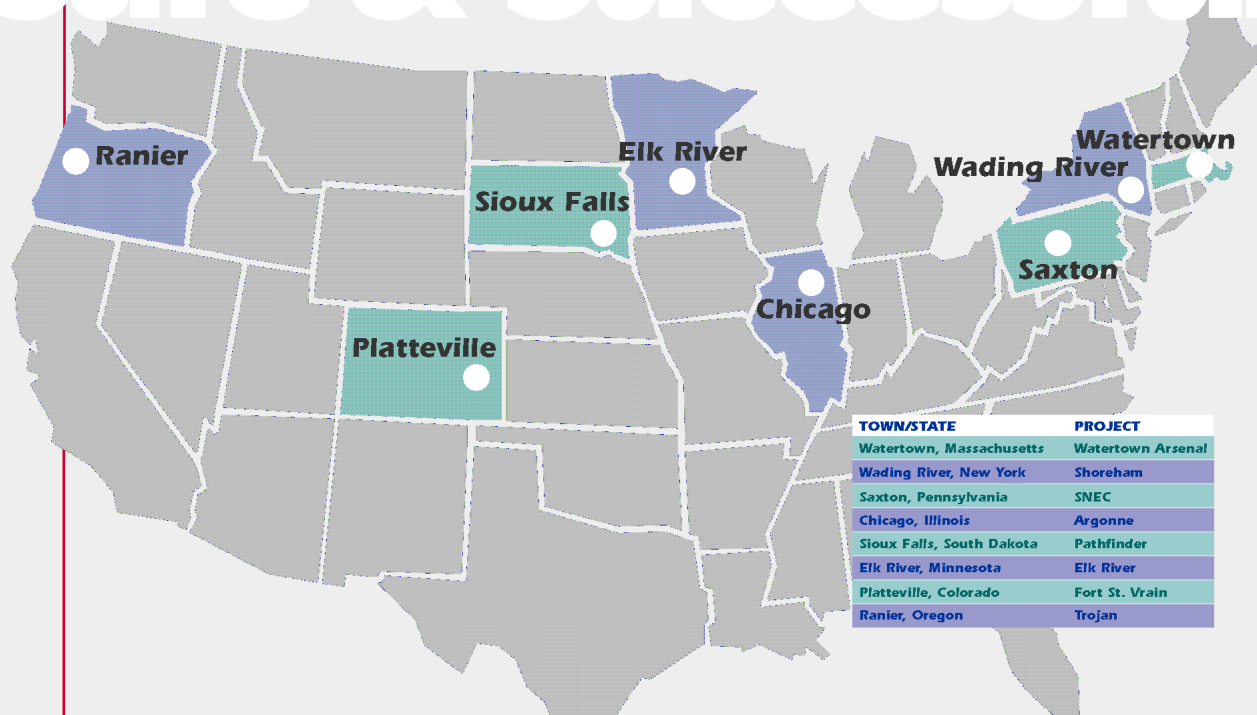 Safe & Successful
Ranier
Elk River
Watertown
Wading River
Sioux Falls
Saxton
Chicago
Platteville
TOWN/STATE PROJECT
Watertown, Massachusetts Watertown Arsenal
Wading River, New York Shoreham
Saxton, Pennsylvania SNEC
Chicago, Illinois Argonne
Sioux Falls, South Dakota Pathfinder
Elk River, Minnesota Elk River
Platteville, Colorado Fort St. Vrain
Ranier, Oregon Trojan